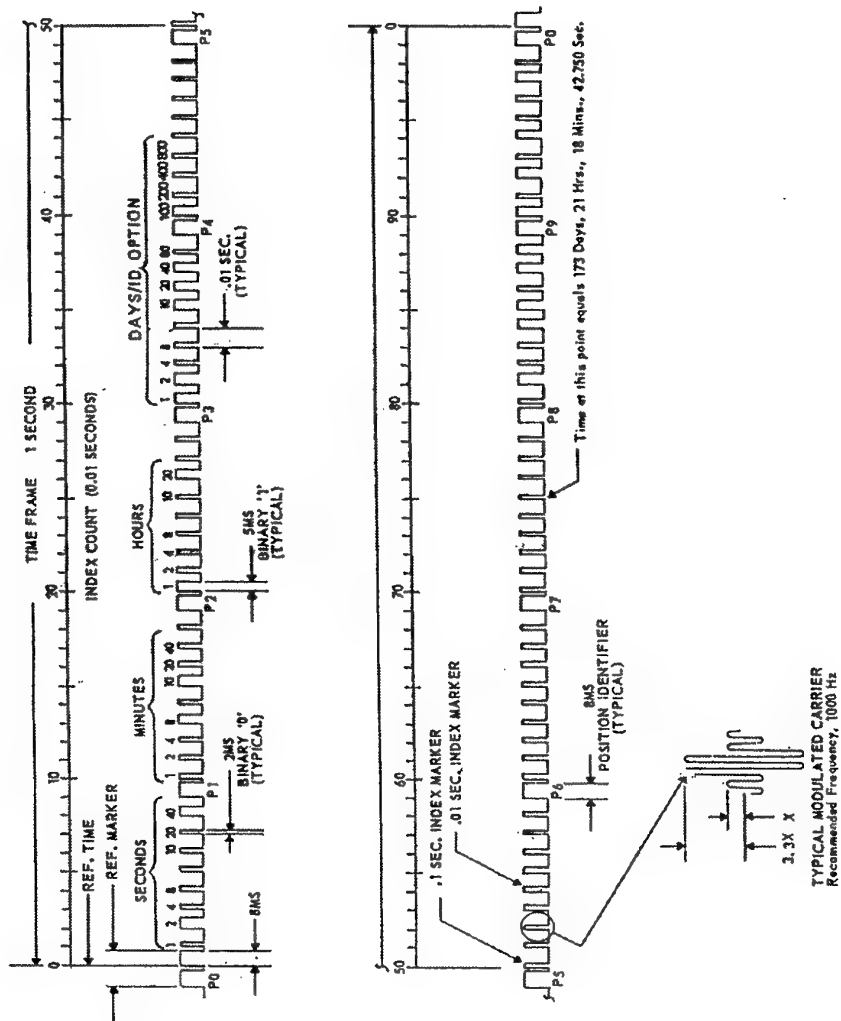 TIME FRAME 1 SECOND
0 10 20 30 40 50
INDEX COUNT (0.01 SECONDS)
REF. TIME
REF. MARKER
SECONDS
MINUTES
HOURS
DAYS/ID OPTION
1 2 4 8 10 20 40
1 2 4 8 10 20 40
1 2 4 8 10 20
1 2 4 8 10 20 40 80 100 200 400 800
P0 P1 P2 P3 P4 P5
8MS
2MS
BINARY '0'
(TYPICAL)
5MS
BINARY '1'
(TYPICAL)
.01 SEC.
(TYPICAL)
50 60 70 80 90 0
.1 SEC. INDEX MARKER
.01 SEC. INDEX MARKER
P5 P6 P7 P8 P9 P0
8MS
POSITION IDENTIFIER
(TYPICAL)
Time at this point equals 173 Days, 21 Hrs., 18 Mins., 42.750 Sec.
3.3X X
TYPICAL MODULATED CARRIER
Recommended Frequency, 1000 Hz